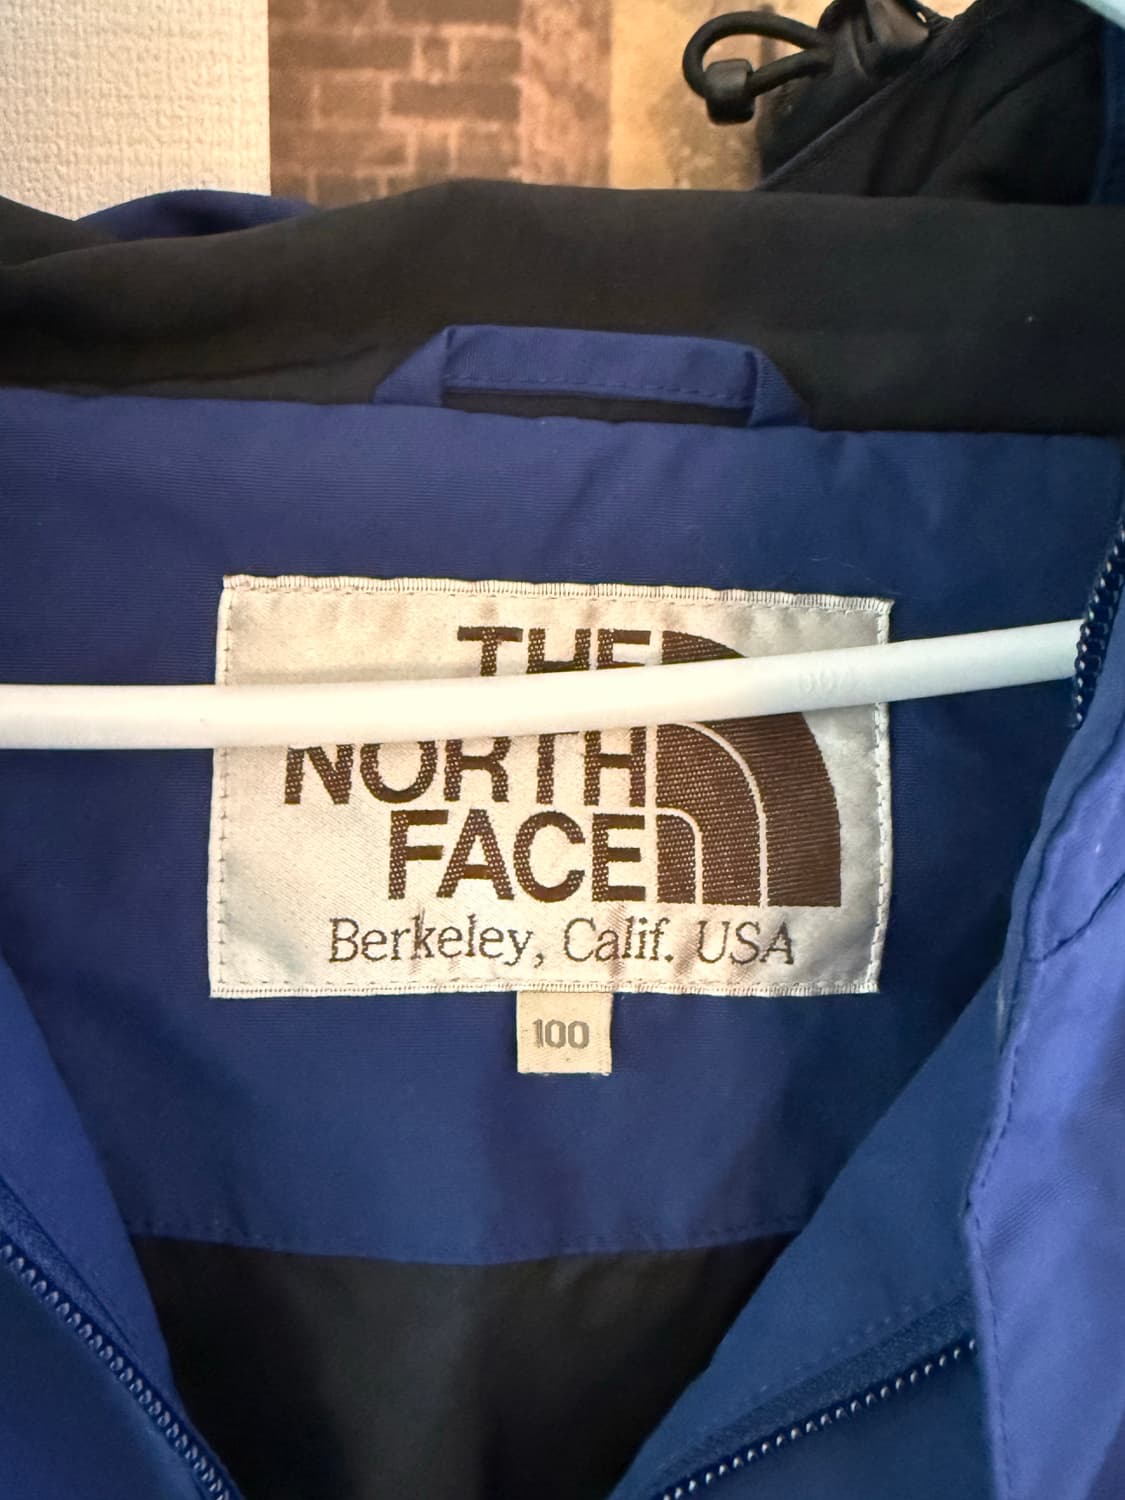 THE
NORTH
FACE
Berkeley, Calif. USA
100